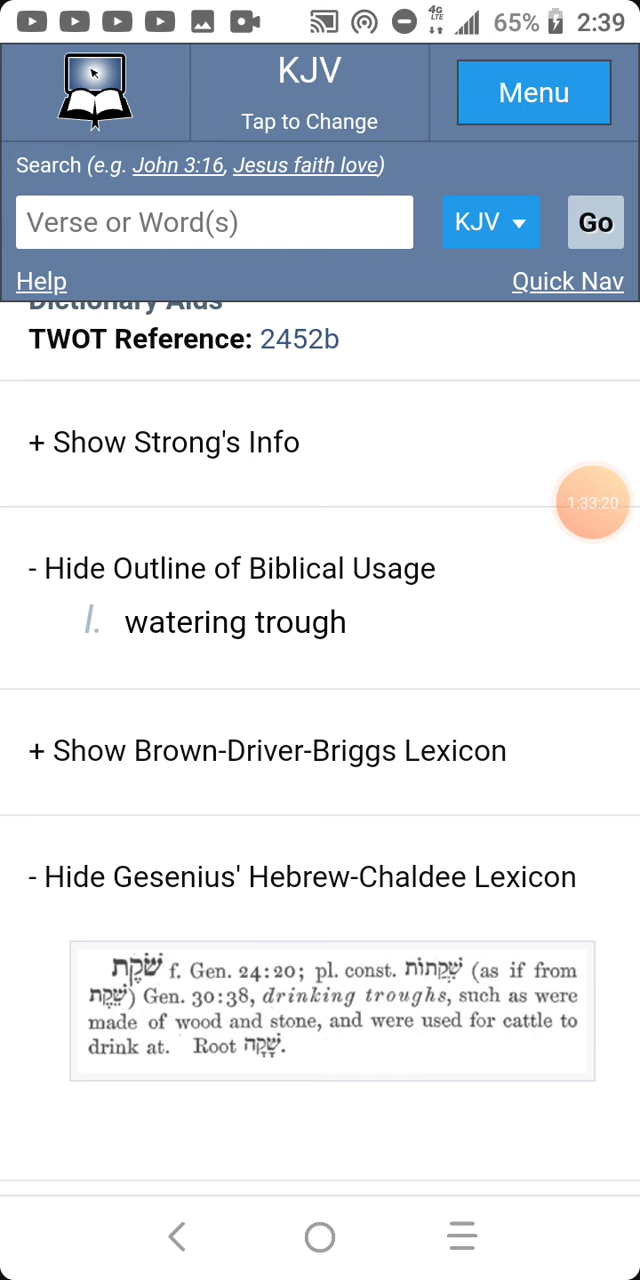 4G
LTE
65% 2:39
KJV
Tap to Change
Menu
Search (e.g. John 3:16, Jesus faith love)
Verse or Word(s)
KJV
Go
Help
Quick Nav
Dictionary Aids
TWOT Reference: 2452b
+ Show Strong's Info
1:33:20
- Hide Outline of Biblical Usage
I. watering trough
+ Show Brown-Driver-Briggs Lexicon
- Hide Gesenius' Hebrew-Chaldee Lexicon
שֹׁקֶת f. Gen. 24:20; pl. const. שִׁקֲתוֹת (as if from
שֶׁקֶת) Gen. 30:38, drinking troughs, such as were
made of wood and stone, and were used for cattle to
drink at. Root שָׁקָה.